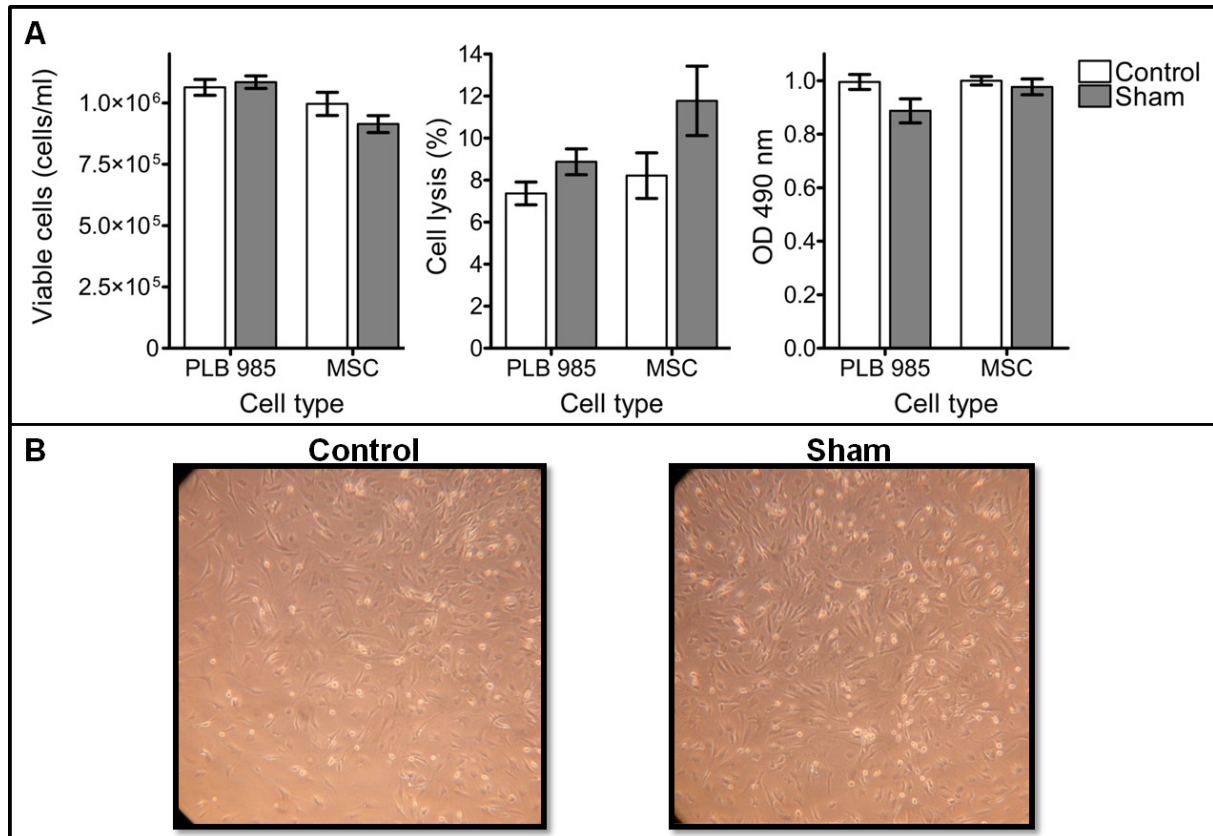 A
Viable cells (cells/ml)
1.0×10⁶
7.5×10⁵
5.0×10⁵
2.5×10⁵
0
PLB 985 MSC
Cell type
Cell lysis (%)
14
12
10
8
6
4
2
0
PLB 985 MSC
Cell type
OD 490 nm
1.0
0.8
0.6
0.4
0.2
0.0
PLB 985 MSC
Cell type
Control
Sham
B
Control
Sham